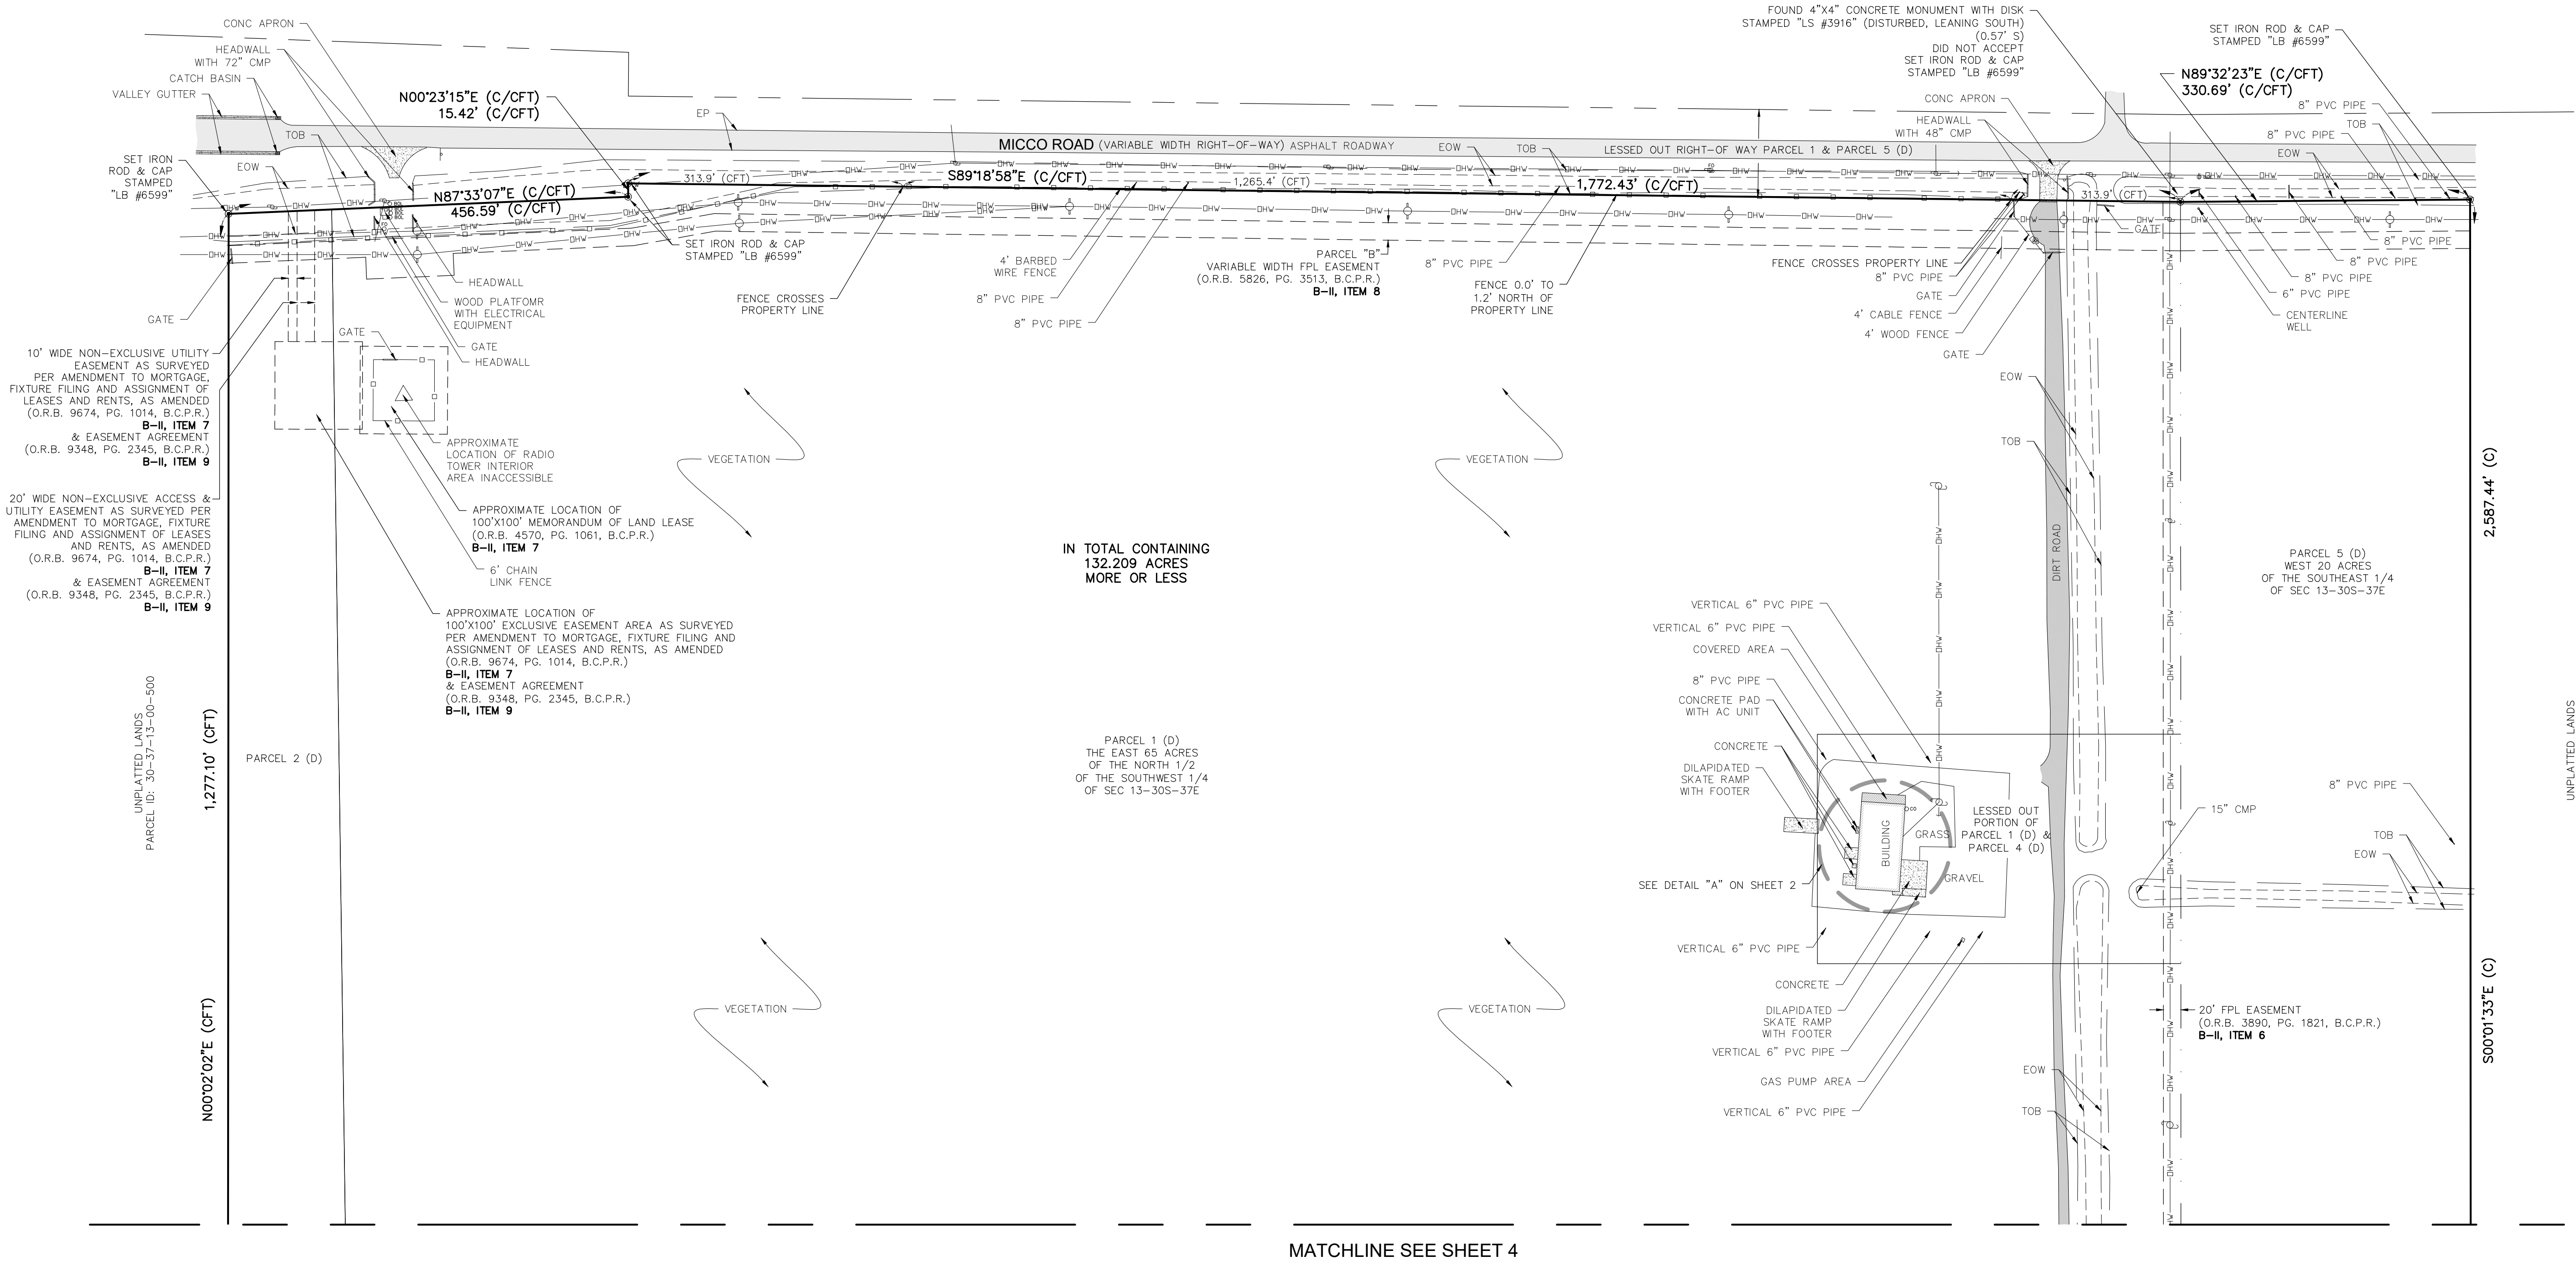 CONC APRON
HEADWALL
WITH 72" CMP
CATCH BASIN
VALLEY GUTTER
TOB
SET IRON
ROD & CAP
STAMPED
"LB #6599"
EOW
N00°23'15"E (C/CFT)
15.42' (C/CFT)
EP
MICCO ROAD (VARIABLE WIDTH RIGHT-OF-WAY) ASPHALT ROADWAY
EOW
TOB
LESSED OUT RIGHT-OF WAY PARCEL 1 & PARCEL 5 (D)
FOUND 4"X4" CONCRETE MONUMENT WITH DISK
STAMPED "LS #3916" (DISTURBED, LEANING SOUTH)
(0.57' S)
DID NOT ACCEPT
SET IRON ROD & CAP
STAMPED "LB #6599"
CONC APRON
HEADWALL
WITH 48" CMP
SET IRON ROD & CAP
STAMPED "LB #6599"
N89°32'23"E (C/CFT)
330.69' (C/CFT)
8" PVC PIPE
TOB
8" PVC PIPE
EOW
N87°33'07"E (C/CFT)
456.59' (C/CFT)
313.9' (CFT)
S89°18'58"E (C/CFT)
1,265.4' (CFT)
1,772.43' (C/CFT)
313.9' (CFT)
GATE
8" PVC PIPE
8" PVC PIPE
8" PVC PIPE
6" PVC PIPE
CENTERLINE
WELL
SET IRON ROD & CAP
STAMPED "LB #6599"
HEADWALL
WOOD PLATFOMR
WITH ELECTRICAL
EQUIPMENT
GATE
HEADWALL
GATE
GATE
FENCE CROSSES
PROPERTY LINE
4' BARBED
WIRE FENCE
8" PVC PIPE
8" PVC PIPE
PARCEL "B"
VARIABLE WIDTH FPL EASEMENT
(O.R.B. 5826, PG. 3513, B.C.P.R.)
B-II, ITEM 8
8" PVC PIPE
FENCE 0.0' TO
1.2' NORTH OF
PROPERTY LINE
FENCE CROSSES PROPERTY LINE
8" PVC PIPE
GATE
4' CABLE FENCE
4' WOOD FENCE
GATE
EOW
TOB
10' WIDE NON-EXCLUSIVE UTILITY
EASEMENT AS SURVEYED
PER AMENDMENT TO MORTGAGE,
FIXTURE FILING AND ASSIGNMENT OF
LEASES AND RENTS, AS AMENDED
(O.R.B. 9674, PG. 1014, B.C.P.R.)
B-II, ITEM 7
& EASEMENT AGREEMENT
(O.R.B. 9348, PG. 2345, B.C.P.R.)
B-II, ITEM 9
20' WIDE NON-EXCLUSIVE ACCESS &
UTILITY EASEMENT AS SURVEYED PER
AMENDMENT TO MORTGAGE, FIXTURE
FILING AND ASSIGNMENT OF LEASES
AND RENTS, AS AMENDED
(O.R.B. 9674, PG. 1014, B.C.P.R.)
B-II, ITEM 7
& EASEMENT AGREEMENT
(O.R.B. 9348, PG. 2345, B.C.P.R.)
B-II, ITEM 9
APPROXIMATE
LOCATION OF RADIO
TOWER INTERIOR
AREA INACCESSIBLE
APPROXIMATE LOCATION OF
100'X100' MEMORANDUM OF LAND LEASE
(O.R.B. 4570, PG. 1061, B.C.P.R.)
B-II, ITEM 7
6' CHAIN
LINK FENCE
APPROXIMATE LOCATION OF
100'X100' EXCLUSIVE EASEMENT AREA AS SURVEYED
PER AMENDMENT TO MORTGAGE, FIXTURE FILING AND
ASSIGNMENT OF LEASES AND RENTS, AS AMENDED
(O.R.B. 9674, PG. 1014, B.C.P.R.)
B-II, ITEM 7
& EASEMENT AGREEMENT
(O.R.B. 9348, PG. 2345, B.C.P.R.)
B-II, ITEM 9
VEGETATION
VEGETATION
IN TOTAL CONTAINING
132.209 ACRES
MORE OR LESS
PARCEL 1 (D)
THE EAST 65 ACRES
OF THE NORTH 1/2
OF THE SOUTHWEST 1/4
OF SEC 13-30S-37E
UNPLATTED LANDS
PARCEL ID: 30-37-13-00-500
1,277.10' (CFT)
N00°02'02"E (CFT)
PARCEL 2 (D)
VEGETATION
VEGETATION
VERTICAL 6" PVC PIPE
VERTICAL 6" PVC PIPE
COVERED AREA
8" PVC PIPE
CONCRETE PAD
WITH AC UNIT
CONCRETE
DILAPIDATED
SKATE RAMP
WITH FOOTER
SEE DETAIL "A" ON SHEET 2
BUILDING
GRASS
GRAVEL
LESSED OUT
PORTION OF
PARCEL 1 (D) &
PARCEL 4 (D)
VERTICAL 6" PVC PIPE
CONCRETE
DILAPIDATED
SKATE RAMP
WITH FOOTER
VERTICAL 6" PVC PIPE
GAS PUMP AREA
VERTICAL 6" PVC PIPE
DIRT ROAD
EOW
TOB
PARCEL 5 (D)
WEST 20 ACRES
OF THE SOUTHEAST 1/4
OF SEC 13-30S-37E
15" CMP
8" PVC PIPE
TOB
EOW
20' FPL EASEMENT
(O.R.B. 3890, PG. 1821, B.C.P.R.)
B-II, ITEM 6
2,587.44' (C)
S00°01'33"E (C)
UNPLATTED LANDS
MATCHLINE SEE SHEET 4